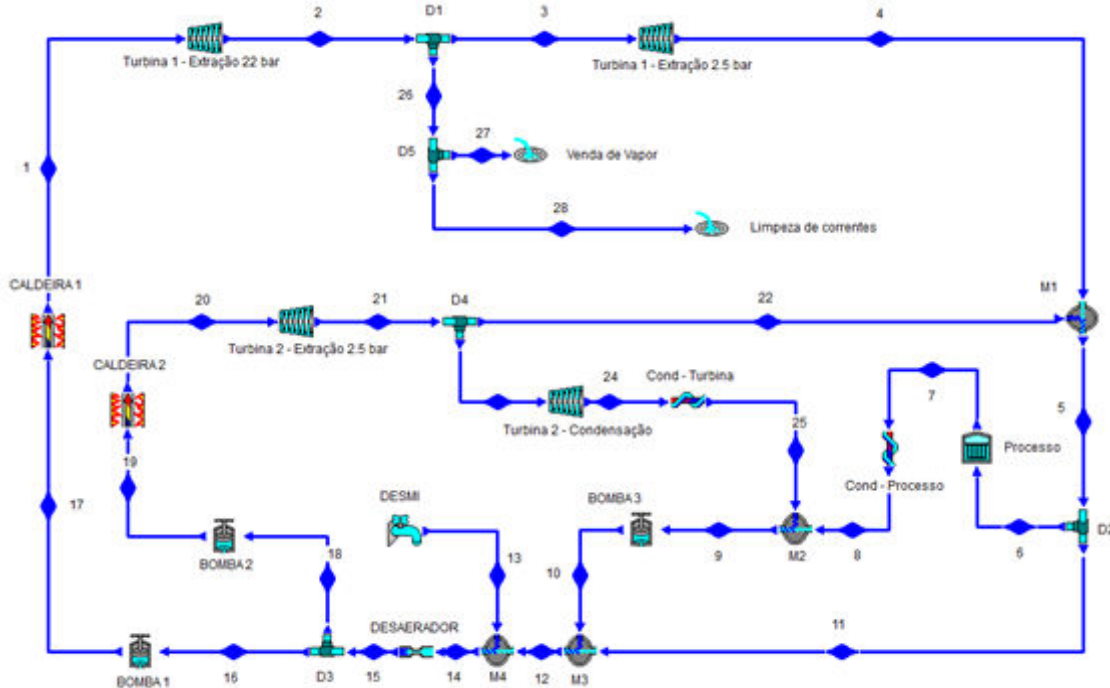 2
D1
3
4
Turbina 1 - Extração 22 bar
Turbina 1 - Extração 2.5 bar
26
27
D5
Venda de Vapor
1
28
Limpeza de correntes
CALDEIRA 1
20
21
D4
22
M1
Turbina 2 - Extração 2.5 bar
CALDEIRA 2
24
Cond - Turbina
7
5
Turbina 2 - Condensação
25
Processo
19
Cond - Processo
17
DESMI
BOMBA 3
D2
BOMBA 2
18
13
10
9
M2
8
6
DESAERADOR
11
BOMBA 1
16
D3
15
14
M4
12
M3